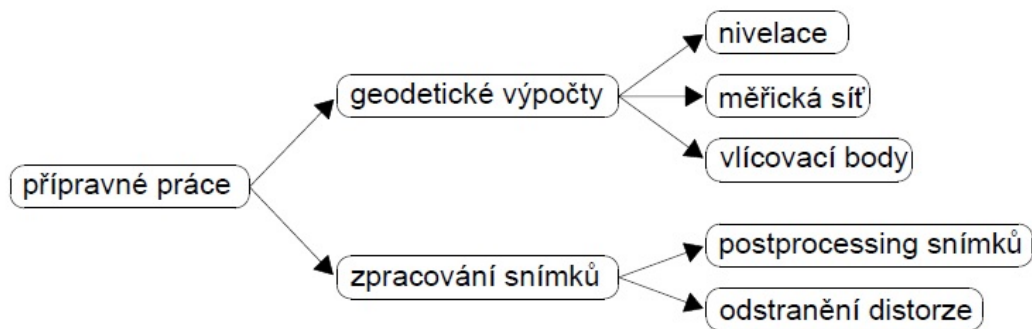 nivelace
geodetické výpočty
měřická síť
vlícovací body
přípravné práce
postprocessing snímků
zpracování snímků
odstranění distorze